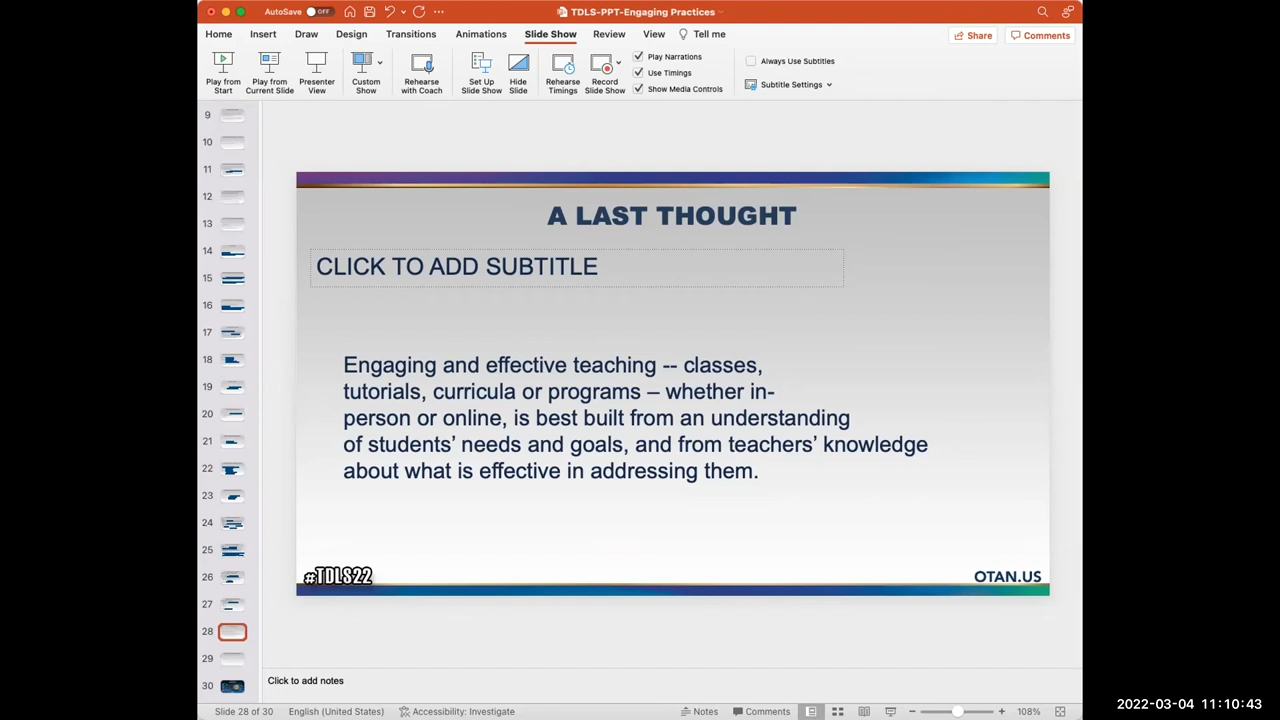 AutoSave OFF
TDLS-PPT-Engaging Practices
Home Insert Draw Design Transitions Animations Slide Show Review View Tell me
Share Comments
Play from Start
Play from Current Slide
Presenter View
Custom Show
Rehearse with Coach
Set Up Slide Show
Hide Slide
Rehearse Timings
Record Slide Show
Play Narrations
Use Timings
Show Media Controls
Always Use Subtitles
Subtitle Settings
9
10
11
12
13
14
15
16
17
18
19
20
21
22
23
24
25
26
27
28
29
30
A LAST THOUGHT
CLICK TO ADD SUBTITLE
Engaging and effective teaching -- classes,
tutorials, curricula or programs – whether in-
person or online, is best built from an understanding
of students’ needs and goals, and from teachers’ knowledge
about what is effective in addressing them.
#TDLS22
OTAN.US
Click to add notes
Slide 28 of 30 English (United States) Accessibility: Investigate Notes Comments 108%
2022-03-04 11:10:43